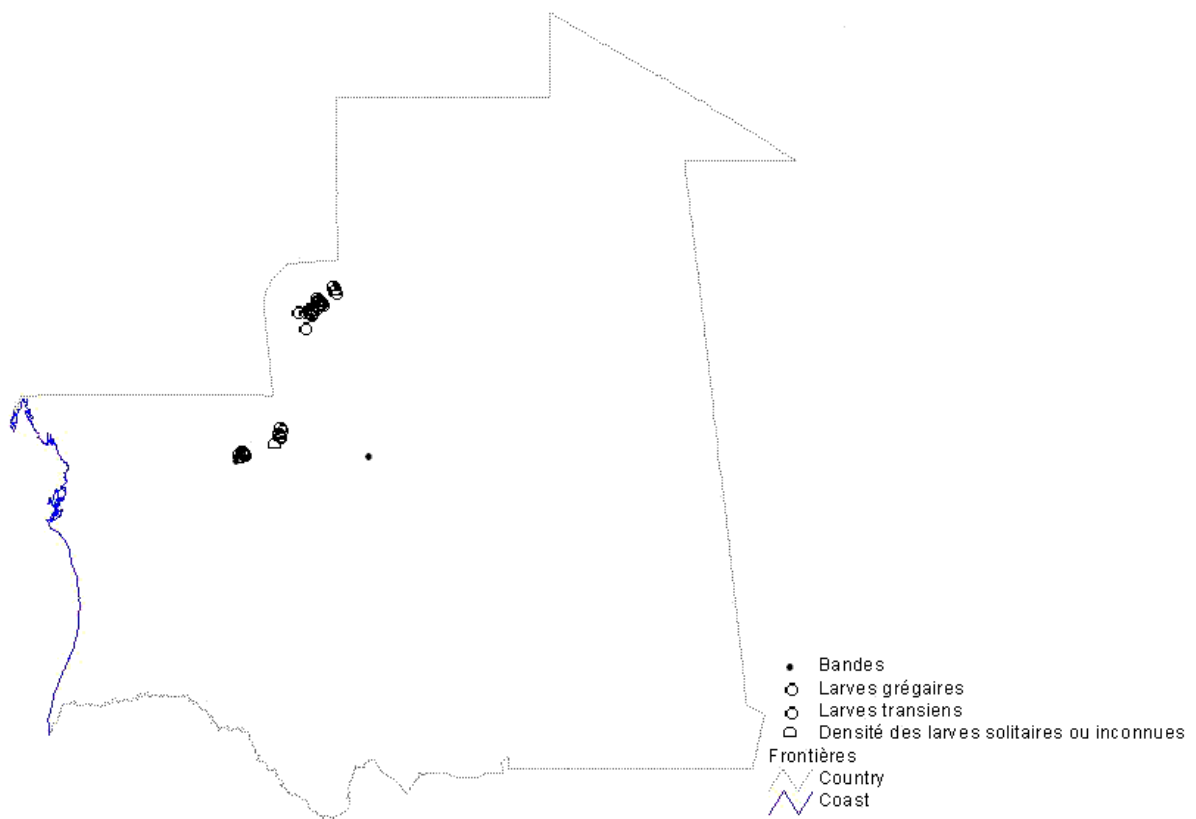 Bandes
Larves grégaires
Larves transiens
Densité des larves solitaires ou inconnues
Frontières
Country
Coast